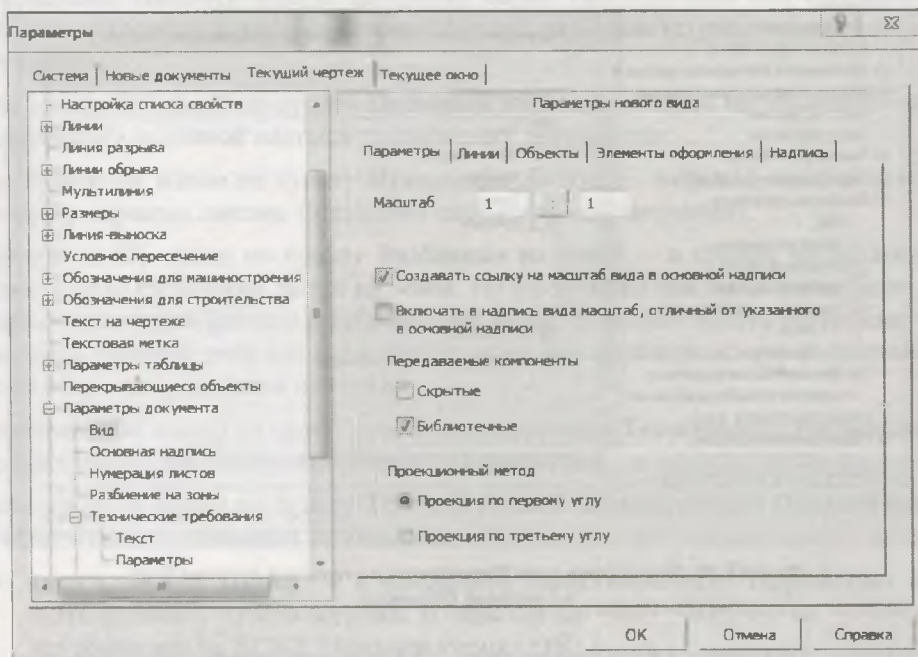 Параметры
Система Новые документы Текущий чертеж Текущее окно
Настройка списка свойств
Линии
Линия разрыва
Линии обрыва
Мультилиния
Размеры
Линия-выноска
Условное пересечение
Обозначения для машиностроения
Обозначения для строительства
Текст на чертеже
Текстовая метка
Параметры таблицы
Перекрывающиеся объекты
Параметры документа
Вид
Основная надпись
Нумерация листов
Разбиение на зоны
Технические требования
Текст
Параметры
Параметры нового вида
Параметры Линии Объекты Элементы оформления Надпись
Масштаб 1 : 1
Создавать ссылку на масштаб вида в основной надписи
Включать в надпись вида масштаб, отличный от указанного
в основной надписи
Передаваемые компоненты
Скрытые
Библиотечные
Проекционный метод
Проекция по первому углу
Проекция по третьему углу
OK Отмена Справка